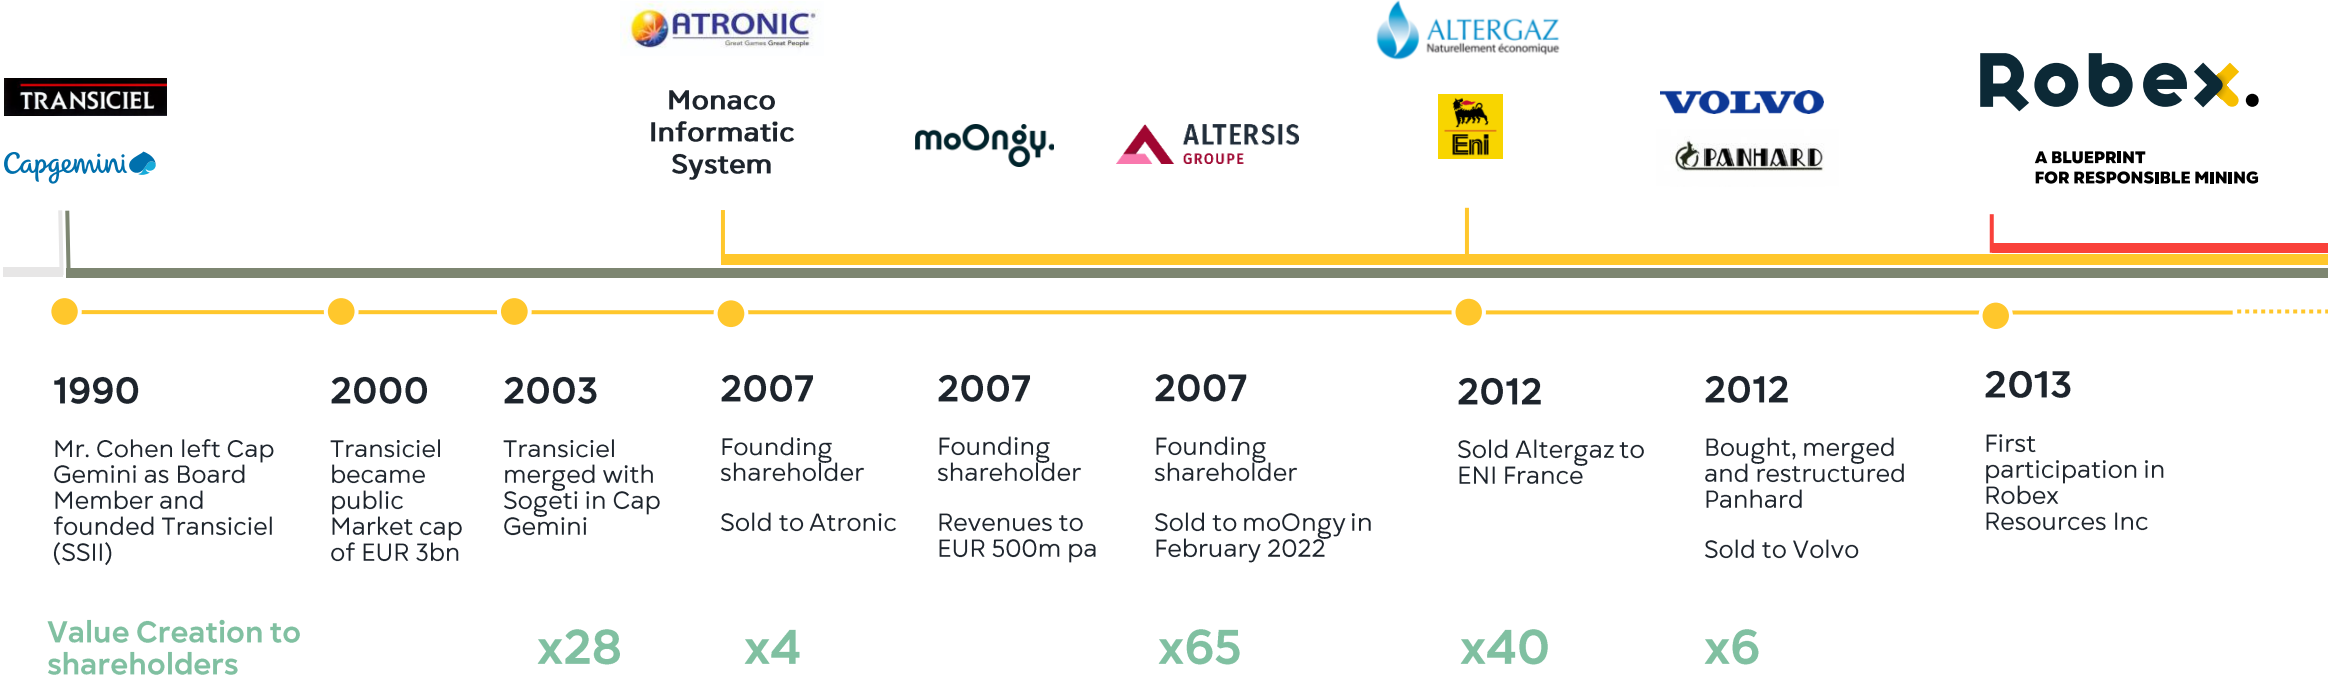 ATRONIC
Great Games Great People
ALTERGAZ
Naturellement économique
TRANSICIEL
Capgemini
Monaco
Informatic
System
moOngy.
ALTERSIS
GROUPE
Eni
VOLVO
PANHARD
Robex.
A BLUEPRINT
FOR RESPONSIBLE MINING
1990
Mr. Cohen left Cap
Gemini as Board
Member and
founded Transiciel
(SSII)
2000
Transiciel
became
public
Market cap
of EUR 3bn
2003
Transiciel
merged with
Sogeti in Cap
Gemini
2007
Founding
shareholder
Sold to Atronic
2007
Founding
shareholder
Revenues to
EUR 500m pa
2007
Founding
shareholder
Sold to moOngy in
February 2022
2012
Sold Altergaz to
ENI France
2012
Bought, merged
and restructured
Panhard
Sold to Volvo
2013
First
participation in
Robex
Resources Inc
Value Creation to
shareholders
x28
x4
x65
x40
x6